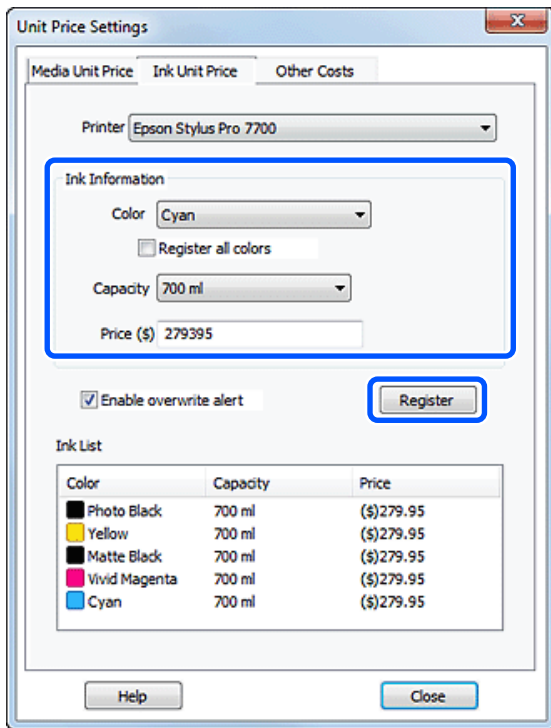 Unit Price Settings
Media Unit Price Ink Unit Price Other Costs
Printer Epson Stylus Pro 7700
Ink Information
Color Cyan
Register all colors
Capacity 700 ml
Price ($) 279395
Enable overwrite alert Register
Ink List
Color Capacity Price
Photo Black 700 ml ($)279.95
Yellow 700 ml ($)279.95
Matte Black 700 ml ($)279.95
Vivid Magenta 700 ml ($)279.95
Cyan 700 ml ($)279.95
Help Close